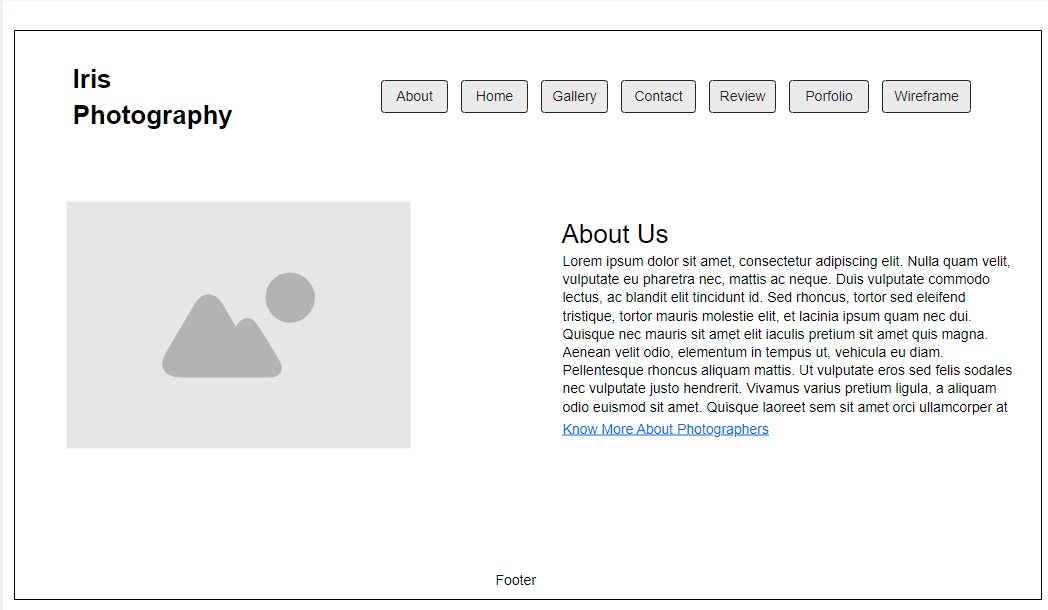 Iris
Photography
About
Home
Gallery
Contact
Review
Porfolio
Wireframe
About Us
Lorem ipsum dolor sit amet, consectetur adipiscing elit. Nulla quam velit,
vulputate eu pharetra nec, mattis ac neque. Duis vulputate commodo
lectus, ac blandit elit tincidunt id. Sed rhoncus, tortor sed eleifend
tristique, tortor mauris molestie elit, et lacinia ipsum quam nec dui.
Quisque nec mauris sit amet elit iaculis pretium sit amet quis magna.
Aenean velit odio, elementum in tempus ut, vehicula eu diam.
Pellentesque rhoncus aliquam mattis. Ut vulputate eros sed felis sodales
nec vulputate justo hendrerit. Vivamus varius pretium ligula, a aliquam
odio euismod sit amet. Quisque laoreet sem sit amet orci ullamcorper at
Know More About Photographers
Footer